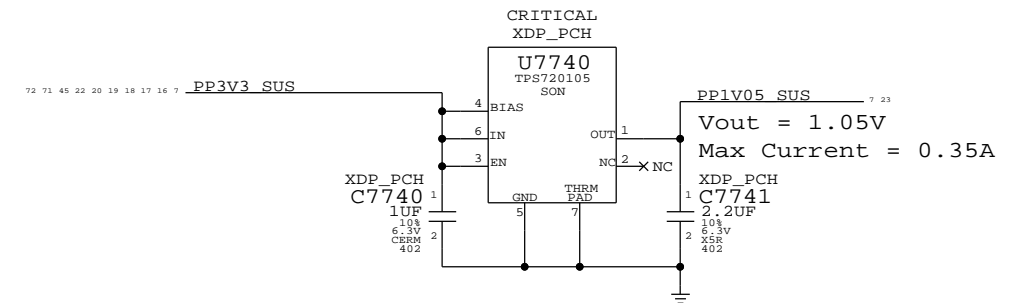 CRITICAL
XDP_PCH
U7740
TPS720105
SON
72 71 45 22 20 19 18 17 16 7 PP3V3_SUS
PP1V05_SUS 7 23
4 BIAS
Vout = 1.05V
6 IN
OUT 1
Max Current = 0.35A
3 EN
NC 2 NC
XDP_PCH
C7740 1
1UF
10%
6.3V
CERM 2
402
GND
5
THRM
PAD
7
XDP_PCH
1 C7741
2.2UF
10%
6.3V
2 X5R
402